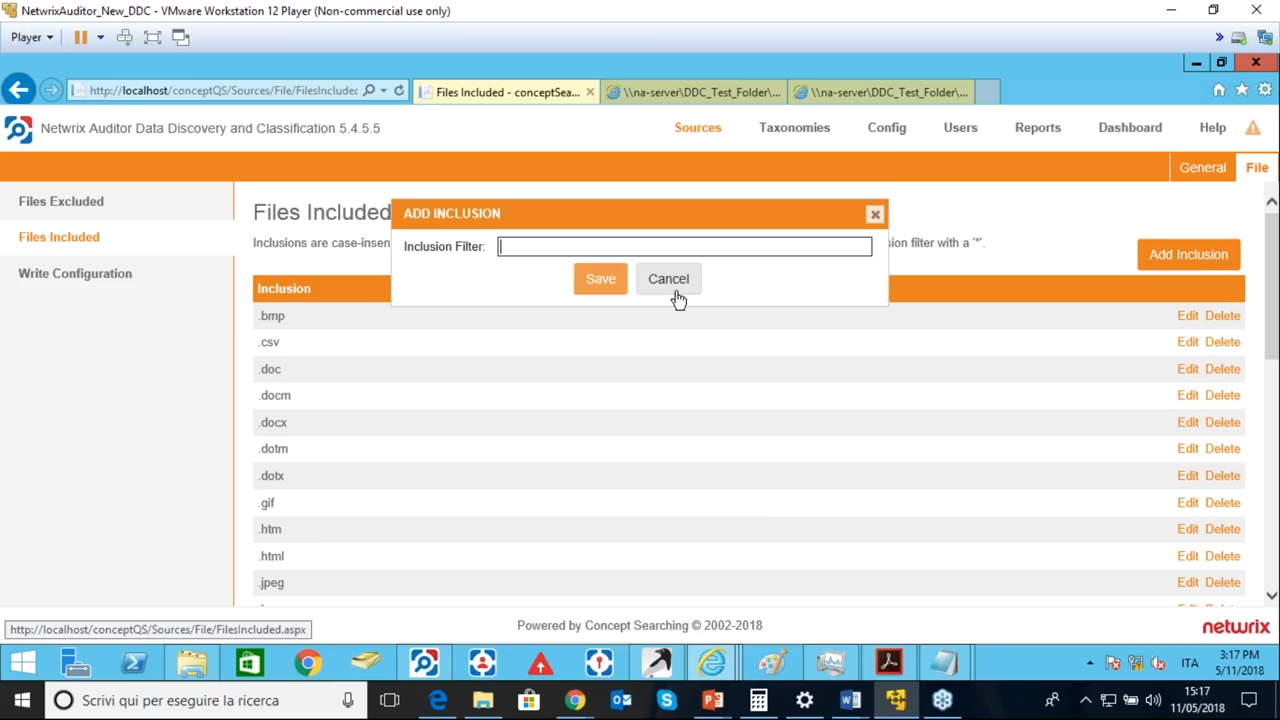 NetwrixAuditor_New_DDC - VMware Workstation 12 Player (Non-commercial use only)
Player
http://localhost/conceptQS/Sources/File/FilesIncludec
Files Included - conceptSea...
\\na-server\DDC_Test_Folder\...
\\na-server\DDC_Test_Folder\...
Netwrix Auditor Data Discovery and Classification 5.4.5.5
Sources
Taxonomies
Config
Users
Reports
Dashboard
Help
General
File
Files Excluded
Files Included
Write Configuration
Files Included
Inclusions are case-insen
sion filter with a '*'.
Add Inclusion
ADD INCLUSION
Inclusion Filter:
Save
Cancel
Inclusion
.bmp Edit Delete
.csv Edit Delete
.doc Edit Delete
.docm Edit Delete
.docx Edit Delete
.dotm Edit Delete
.dotx Edit Delete
.gif Edit Delete
.htm Edit Delete
.html Edit Delete
.jpeg Edit Delete
http://localhost/conceptQS/Sources/File/FilesIncluded.aspx
Powered by Concept Searching © 2002-2018
netwrix
ITA
3:17 PM
5/11/2018
Scrivi qui per eseguire la ricerca
15:17
11/05/2018